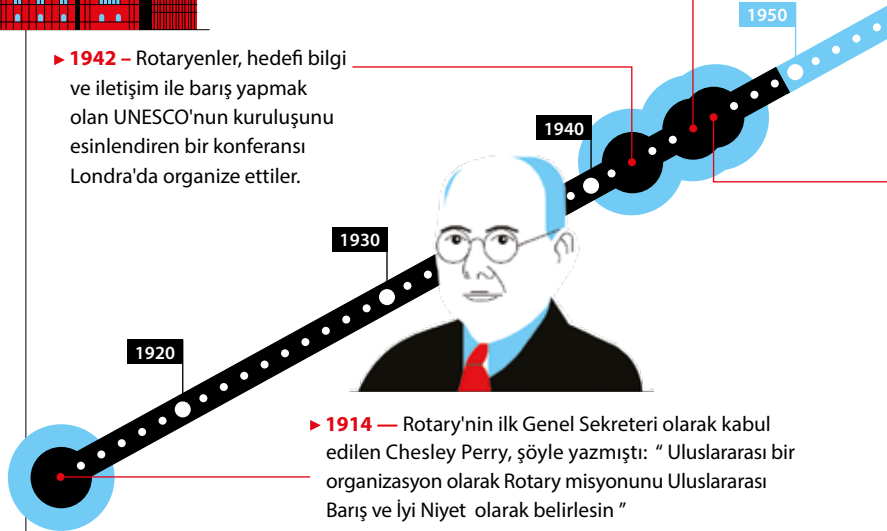 1950
▸ 1942 – Rotaryenler, hedefi bilgi
ve iletişim ile barış yapmak
olan UNESCO'nun kuruluşunu
esinlendiren bir konferansı
Londra'da organize ettiler.
1940
1930
1920
▸ 1914 — Rotary'nin ilk Genel Sekreteri olarak kabul
edilen Chesley Perry, şöyle yazmıştı: “ Uluslararası bir
organizasyon olarak Rotary misyonunu Uluslararası
Barış ve İyi Niyet olarak belirlesin ”